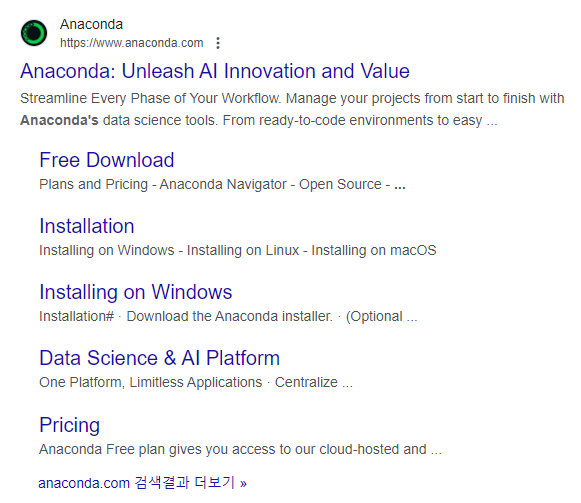 Anaconda
https://www.anaconda.com
Anaconda: Unleash AI Innovation and Value
Streamline Every Phase of Your Workflow. Manage your projects from start to finish with
Anaconda's data science tools. From ready-to-code environments to easy ...
Free Download
Plans and Pricing - Anaconda Navigator - Open Source - ...
Installation
Installing on Windows - Installing on Linux - Installing on macOS
Installing on Windows
Installation# · Download the Anaconda installer. · (Optional ...
Data Science & AI Platform
One Platform, Limitless Applications · Centralize ...
Pricing
Anaconda Free plan gives you access to our cloud-hosted and ...
anaconda.com 검색결과 더보기 »